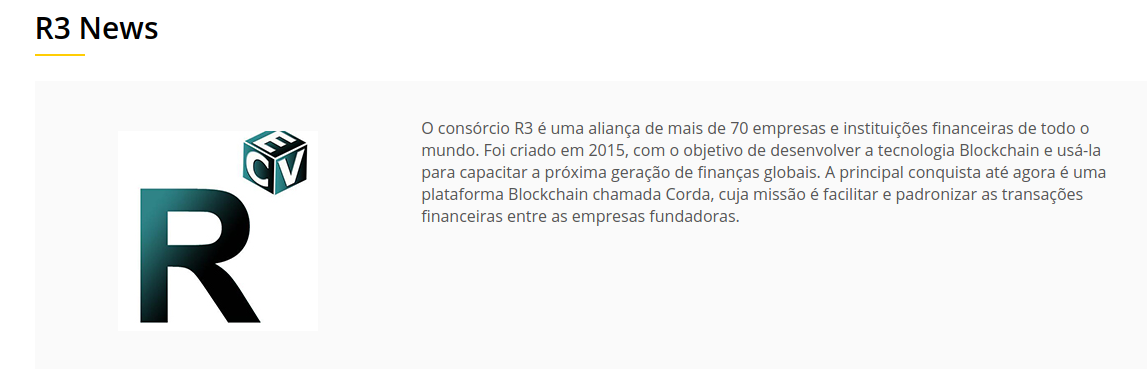 R3 News
O consórcio R3 é uma aliança de mais de 70 empresas e instituições financeiras de todo o
mundo. Foi criado em 2015, com o objetivo de desenvolver a tecnologia Blockchain e usá-la
para capacitar a próxima geração de finanças globais. A principal conquista até agora é uma
plataforma Blockchain chamada Corda, cuja missão é facilitar e padronizar as transações
financeiras entre as empresas fundadoras.
R
C E V